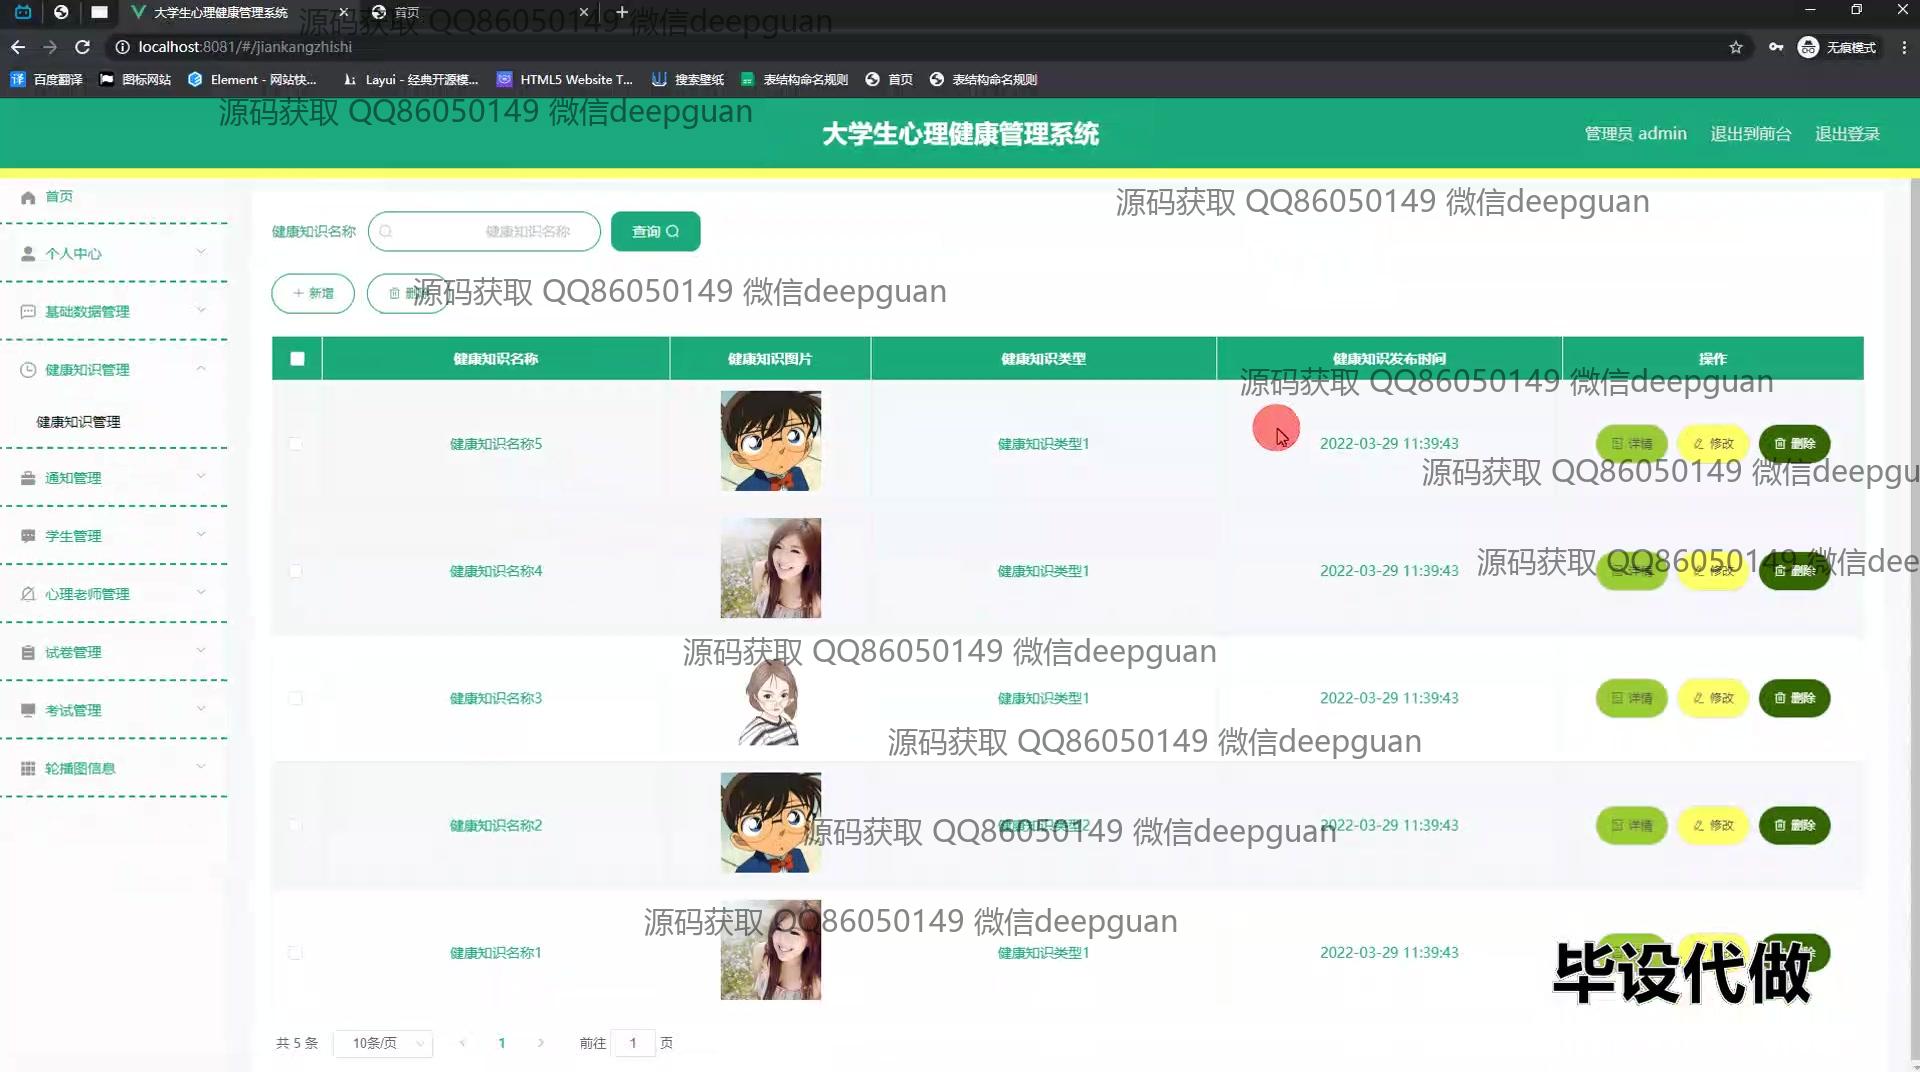 大学生心理健康管理系统
首页
源码获取 QQ86050149 微信deepguan
localhost:8081/#/jiankangzhishi
无痕模式
百度翻译
图标网站
Element - 网站快...
Layui - 经典开源模...
HTML5 Website T...
搜索壁纸
表结构命名规则
首页
表结构命名规则
源码获取 QQ86050149 微信deepguan
大学生心理健康管理系统
管理员 admin
退出到前台
退出登录
首页
个人中心
基础数据管理
健康知识管理
健康知识管理
通知管理
学生管理
心理老师管理
试卷管理
考试管理
轮播图信息
源码获取 QQ86050149 微信deepguan
健康知识名称
健康知识名称
查询
新增
删
源码获取 QQ86050149 微信deepguan
健康知识名称
健康知识图片
健康知识类型
健康知识发布时间
操作
源码获取 QQ86050149 微信deepguan
健康知识名称5
健康知识类型1
2022-03-29 11:39:43
详情
修改
删除
源码获取 QQ86050149 微信deepgu
健康知识名称4
健康知识类型1
2022-03-29 11:39:43
详情
修改
删除
源码获取 QQ86050149 微信dee
源码获取 QQ86050149 微信deepguan
健康知识名称3
健康知识类型1
2022-03-29 11:39:43
详情
修改
删除
源码获取 QQ86050149 微信deepguan
健康知识名称2
健康知识类型2
2022-03-29 11:39:43
详情
修改
删除
源码获取 QQ86050149 微信deepguan
源码获取 QQ86050149 微信deepguan
健康知识名称1
健康知识类型1
2022-03-29 11:39:43
毕设代做
共 5 条
10条/页
1
前往
1
页